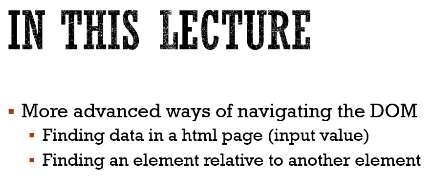 IN THIS LECTURE
▪ More advanced ways of navigating the DOM
▪ Finding data in a html page (input value)
▪ Finding an element relative to another element